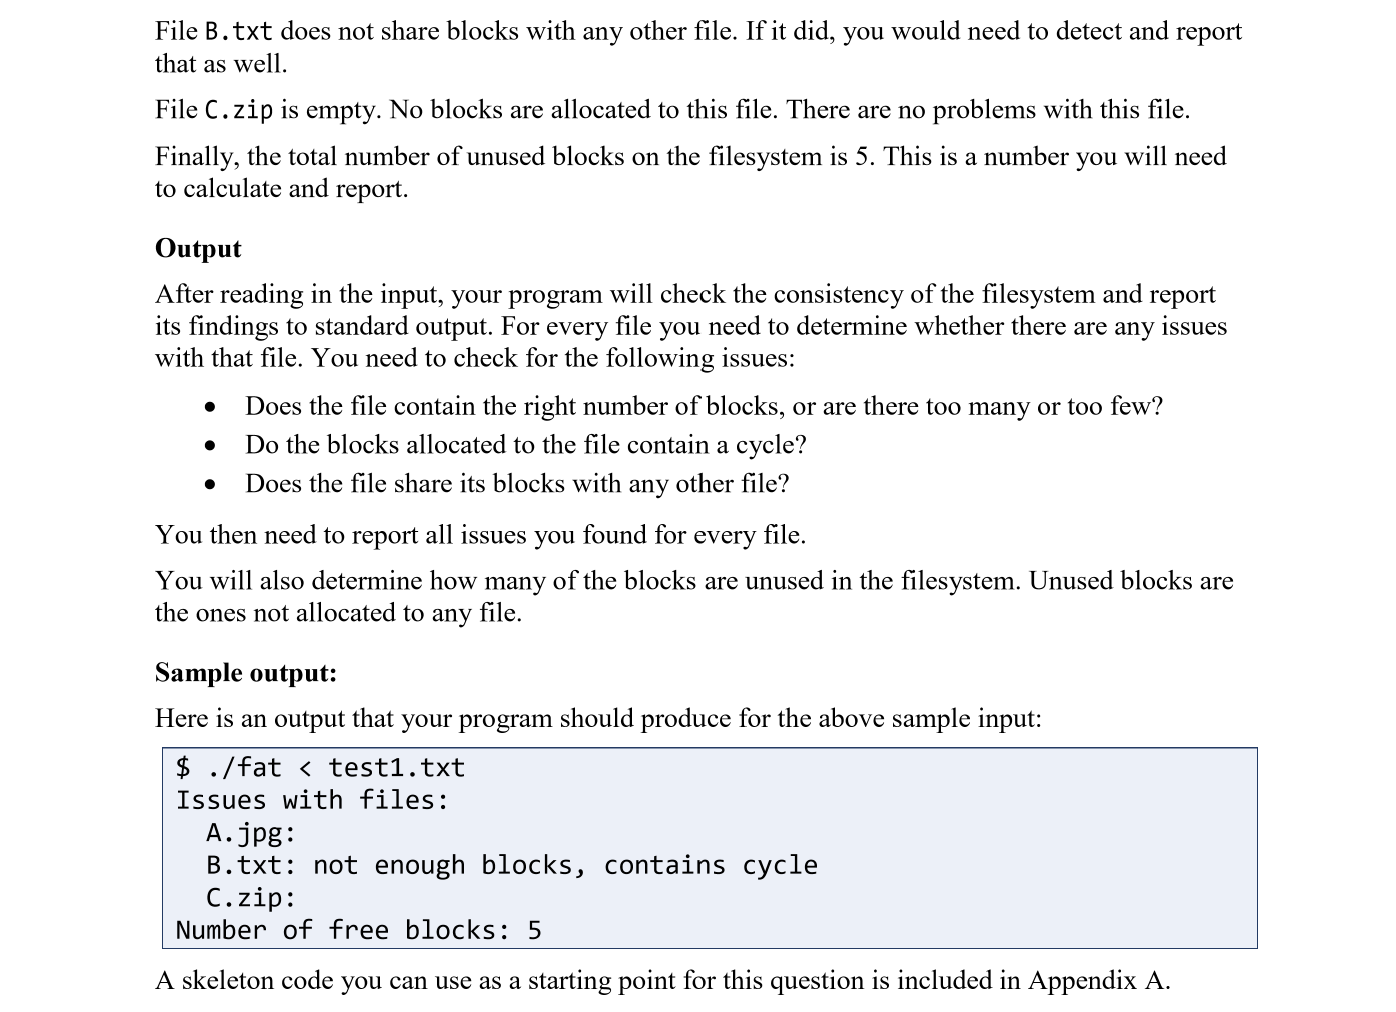 File B.txt does not share blocks with any other file. If it did, you would need to detect and report
that as well.
File C.zip is empty. No blocks are allocated to this file. There are no problems with this file.
Finally, the total number of unused blocks on the filesystem is 5. This is a number you will need
to calculate and report.
Output
After reading in the input, your program will check the consistency of the filesystem and report
its findings to standard output. For every file you need to determine whether there are any issues
with that file. You need to check for the following issues:
• Does the file contain the right number of blocks, or are there too many or too few?
• Do the blocks allocated to the file contain a cycle?
• Does the file share its blocks with any other file?
You then need to report all issues you found for every file.
You will also determine how many of the blocks are unused in the filesystem. Unused blocks are
the ones not allocated to any file.
Sample output:
Here is an output that your program should produce for the above sample input:
$ ./fat < test1.txt
Issues with files:
  A.jpg:
  B.txt: not enough blocks, contains cycle
  C.zip:
Number of free blocks: 5
A skeleton code you can use as a starting point for this question is included in Appendix A.